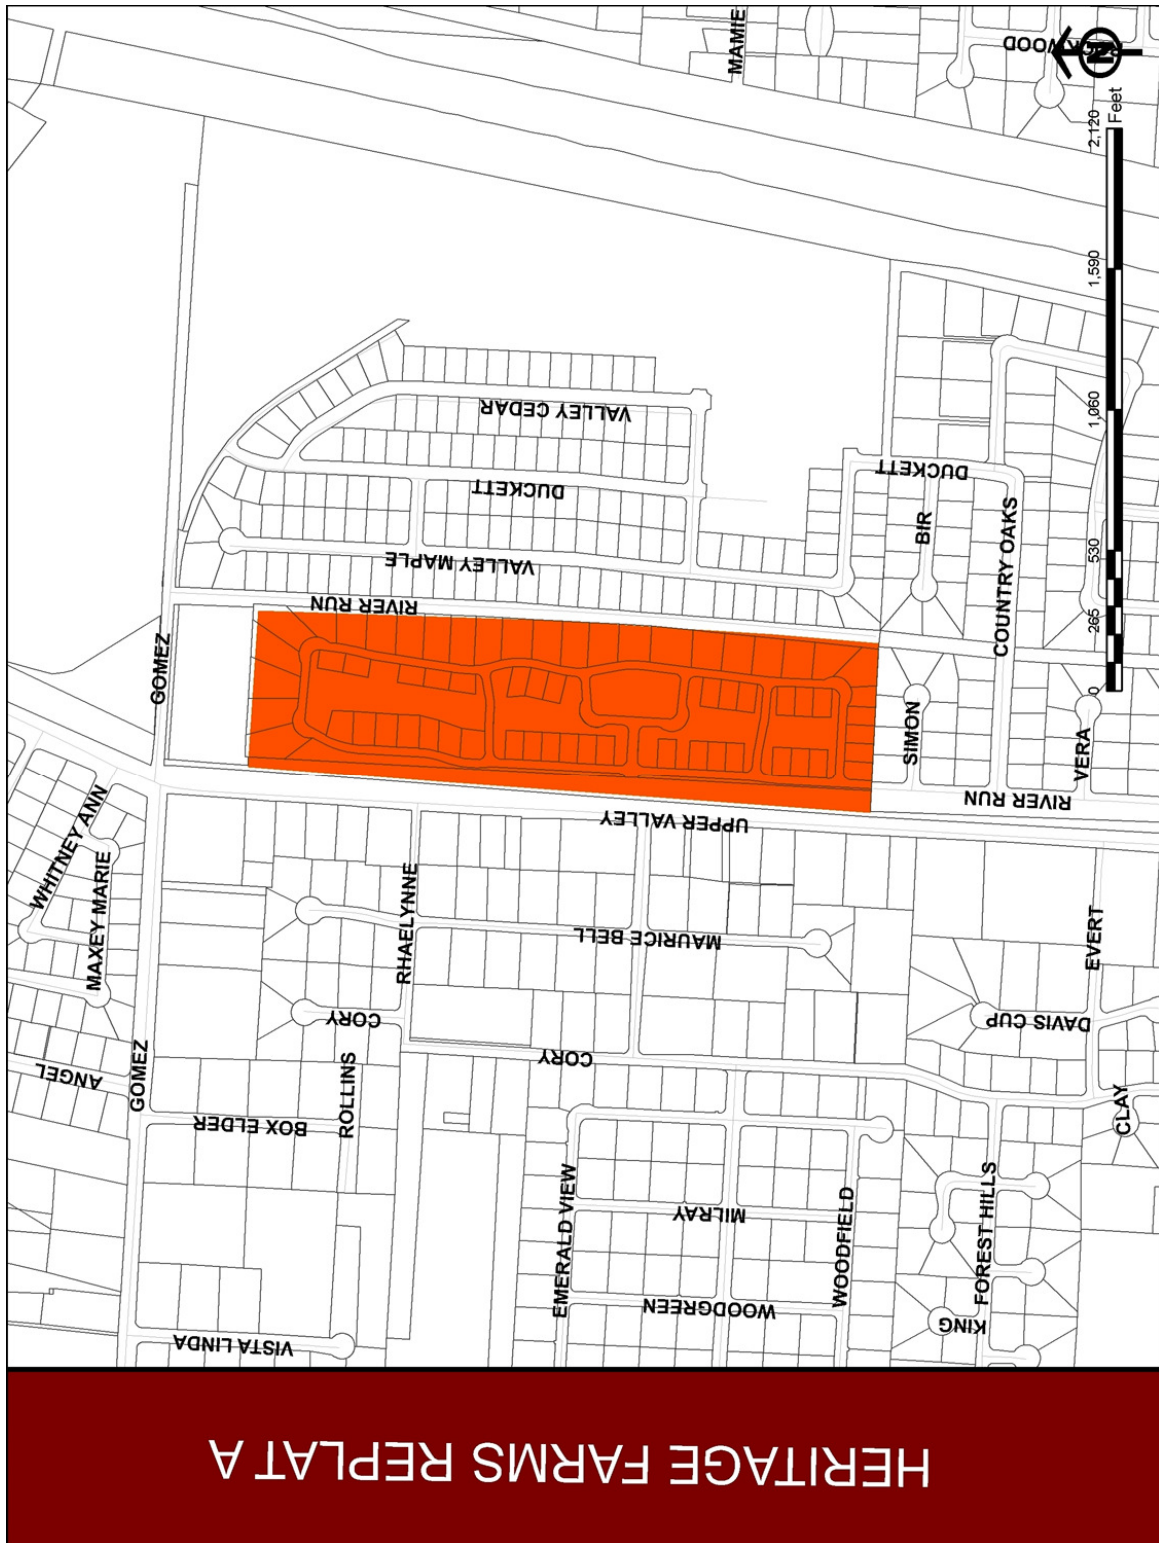 HERITAGE FARMS REPLAT A
MAMIE
GOMEZ
VALLEY CEDAR
DUCKETT
DUCKETT
BIR
VALLEY MAPLE
COUNTRY OAKS
RIVER RUN
GOMEZ
SIMON
VERA
RIVER RUN
UPPER VALLEY
WHITNEY ANN
MAXEY MARIE
RHAELYNNE
MAURICE BELL
EVERT
DAVIS CUP
CORY
CORY
ANGEL
ROLLINS
BOX ELDER
CLAY
EMERALD VIEW
MILRAY
WOODFIELD
FOREST HILLS
WOODGREEN
KING
VISTA LINDA
N
0 265 530 1,060 1,590 2,120
Feet